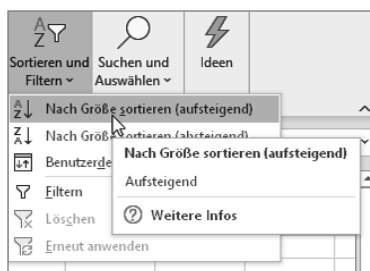 Sortieren und Suchen und Ideen
Filtern Auswählen
Nach Größe sortieren (aufsteigend)
Nach Größe sortieren (absteigend)
Benutzerde
Nach Größe sortieren (aufsteigend)
Aufsteigend
Filtern
Weitere Infos
Löschen
Erneut anwenden